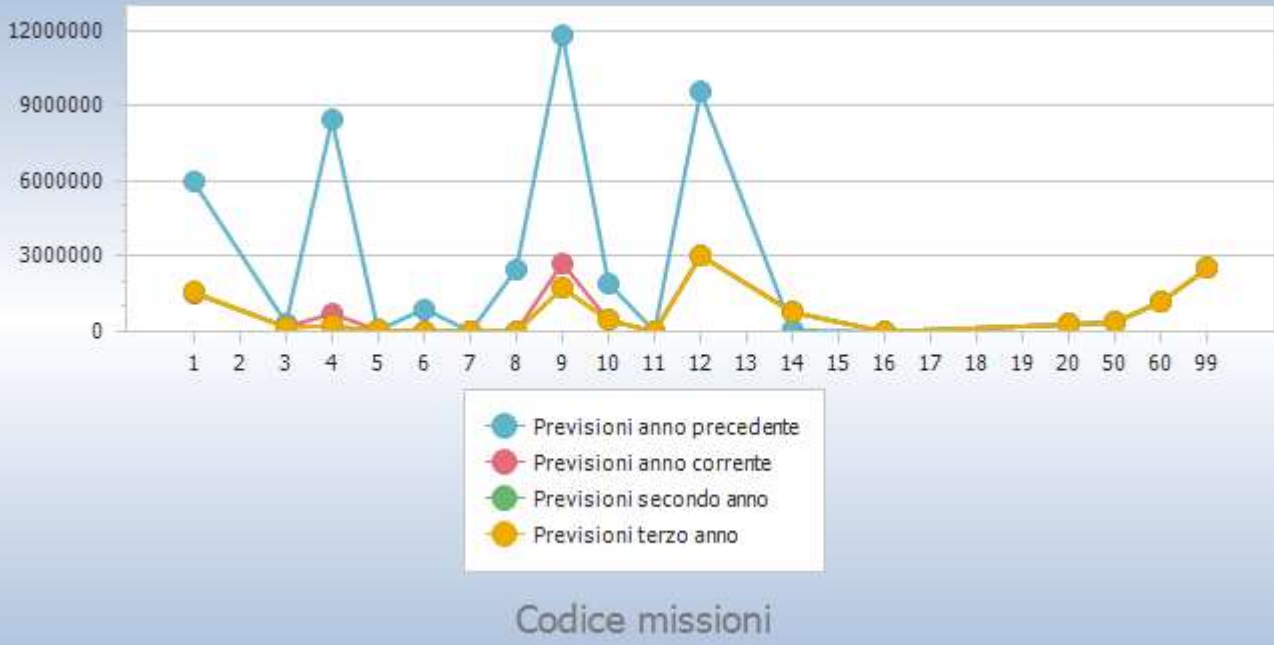 12000000
9000000
6000000
3000000
0
1 2 3 4 5 6 7 8 9 10 11 12 13 14 15 16 17 18 19 20 50 60 99
Previsioni anno precedente
Previsioni anno corrente
Previsioni secondo anno
Previsioni terzo anno
Codice missioni